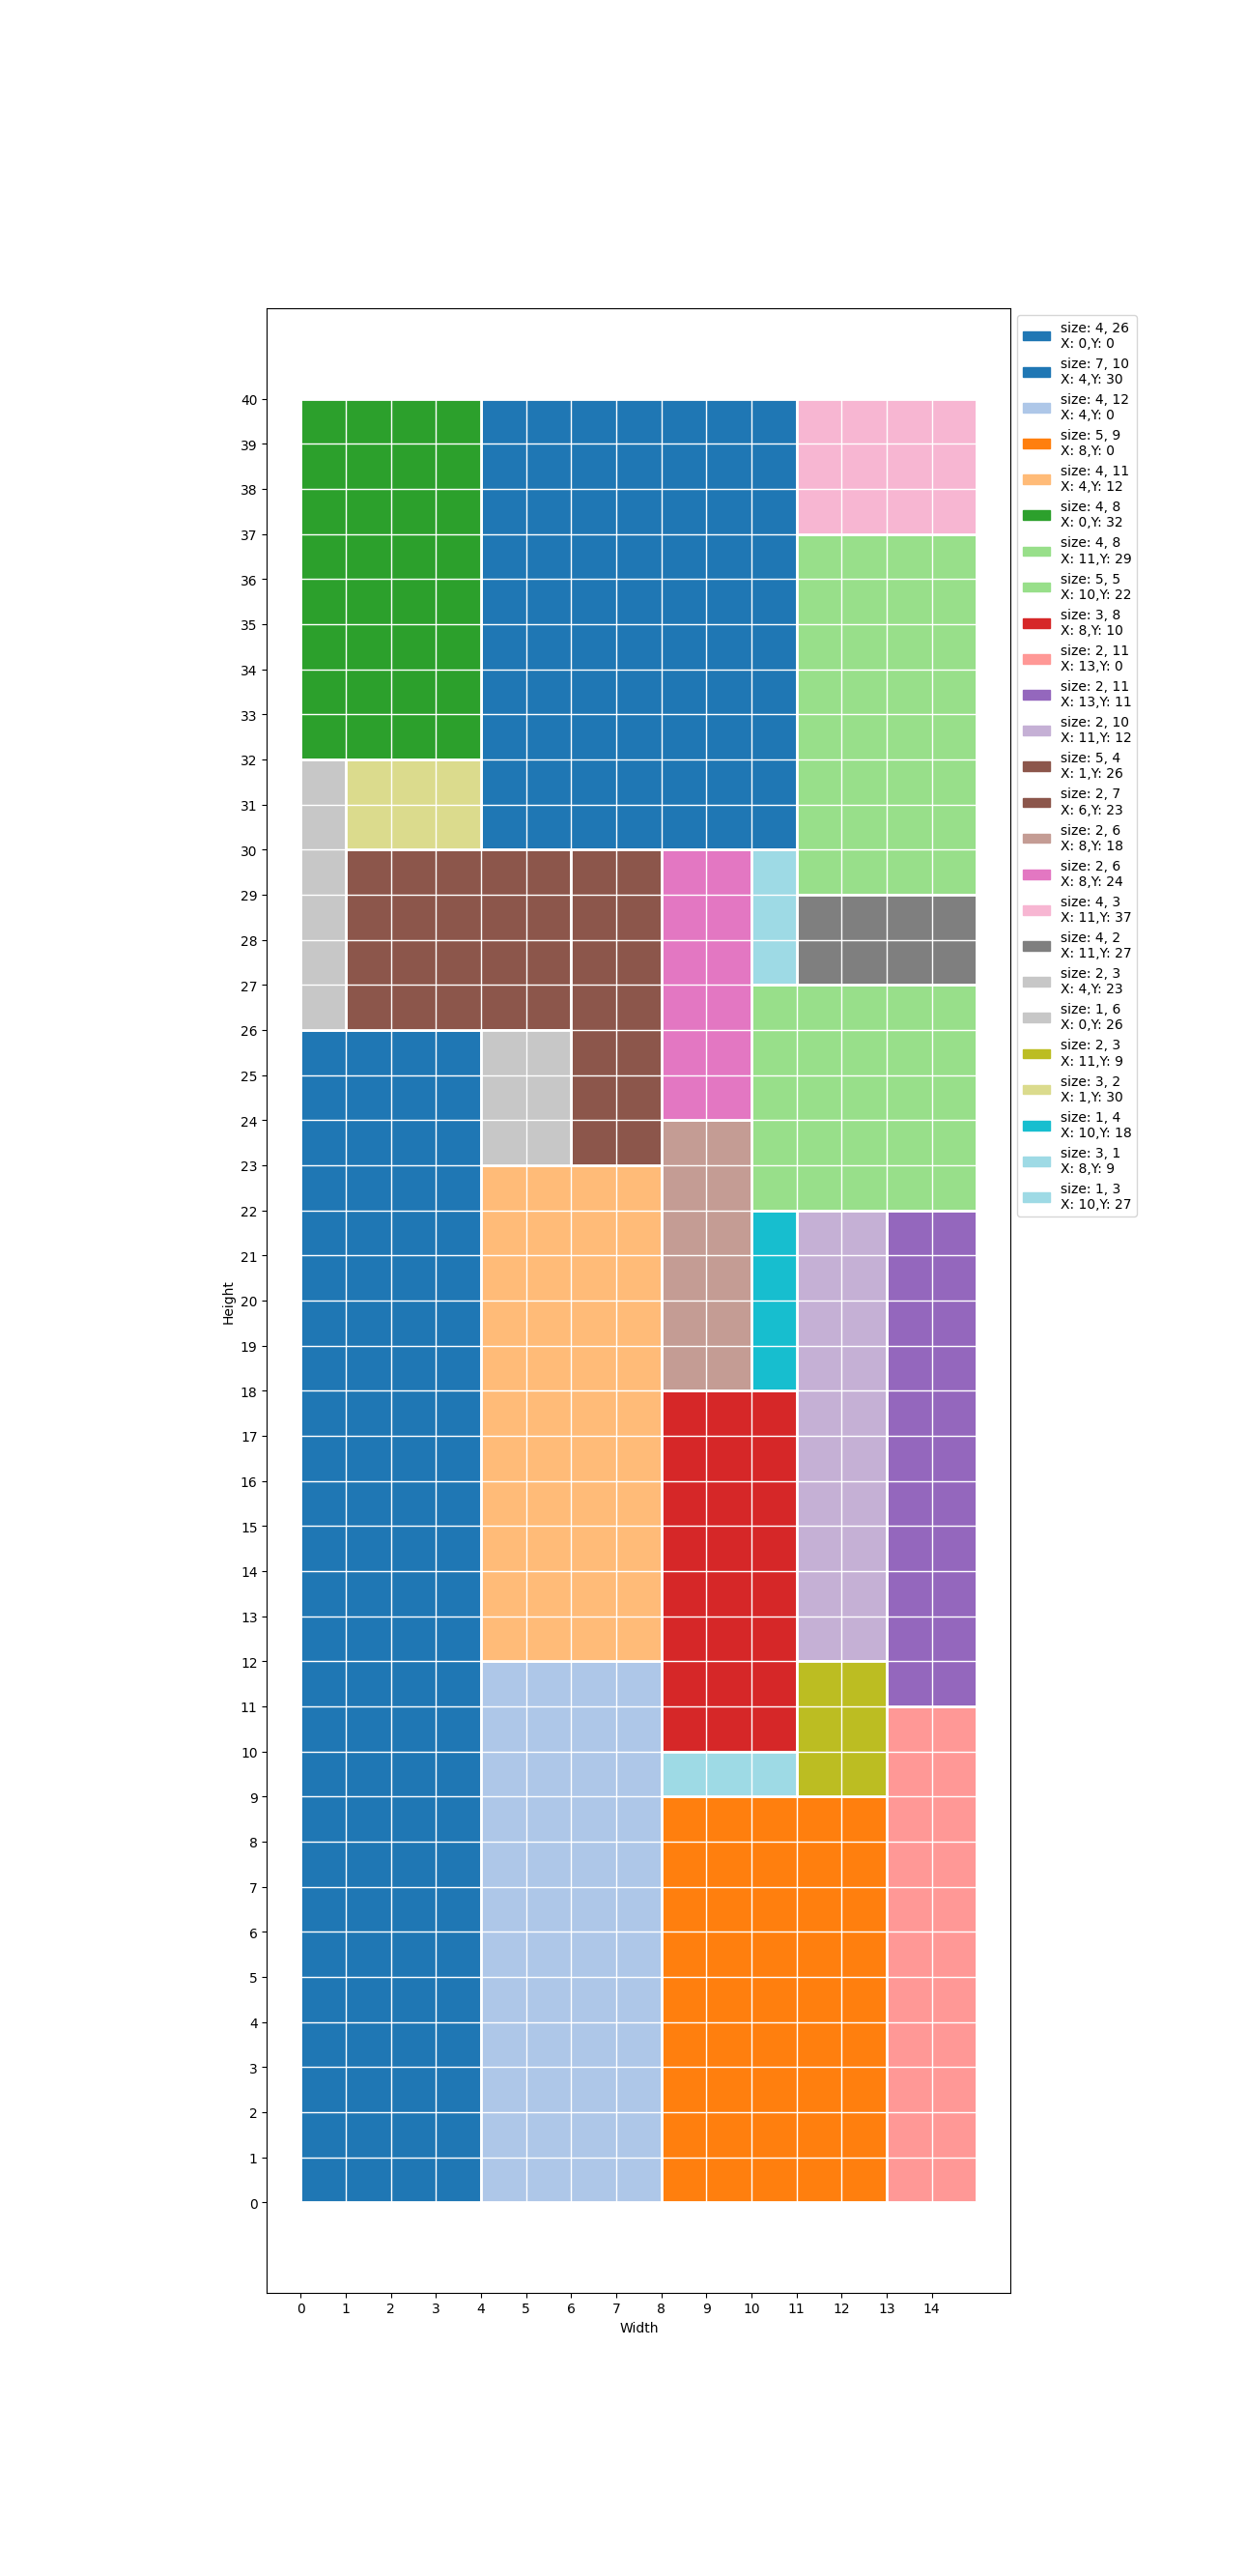 size: 4, 26
X: 0,Y: 0
size: 7, 10
X: 4,Y: 30
size: 4, 12
X: 4,Y: 0
size: 5, 9
X: 8,Y: 0
size: 4, 11
X: 4,Y: 12
size: 4, 8
X: 0,Y: 32
size: 4, 8
X: 11,Y: 29
size: 5, 5
X: 10,Y: 22
size: 3, 8
X: 8,Y: 10
size: 2, 11
X: 13,Y: 0
size: 2, 11
X: 13,Y: 11
size: 2, 10
X: 11,Y: 12
size: 5, 4
X: 1,Y: 26
size: 2, 7
X: 6,Y: 23
size: 2, 6
X: 8,Y: 18
size: 2, 6
X: 8,Y: 24
size: 4, 3
X: 11,Y: 37
size: 4, 2
X: 11,Y: 27
size: 2, 3
X: 4,Y: 23
size: 1, 6
X: 0,Y: 26
size: 2, 3
X: 11,Y: 9
size: 3, 2
X: 1,Y: 30
size: 1, 4
X: 10,Y: 18
size: 3, 1
X: 8,Y: 9
size: 1, 3
X: 10,Y: 27
40
39
38
37
36
35
34
33
32
31
30
29
28
27
26
25
24
23
22
21
20
19
18
17
16
15
14
13
12
11
10
9
8
7
6
5
4
3
2
1
0
Height
0 1 2 3 4 5 6 7 8 9 10 11 12 13 14
Width